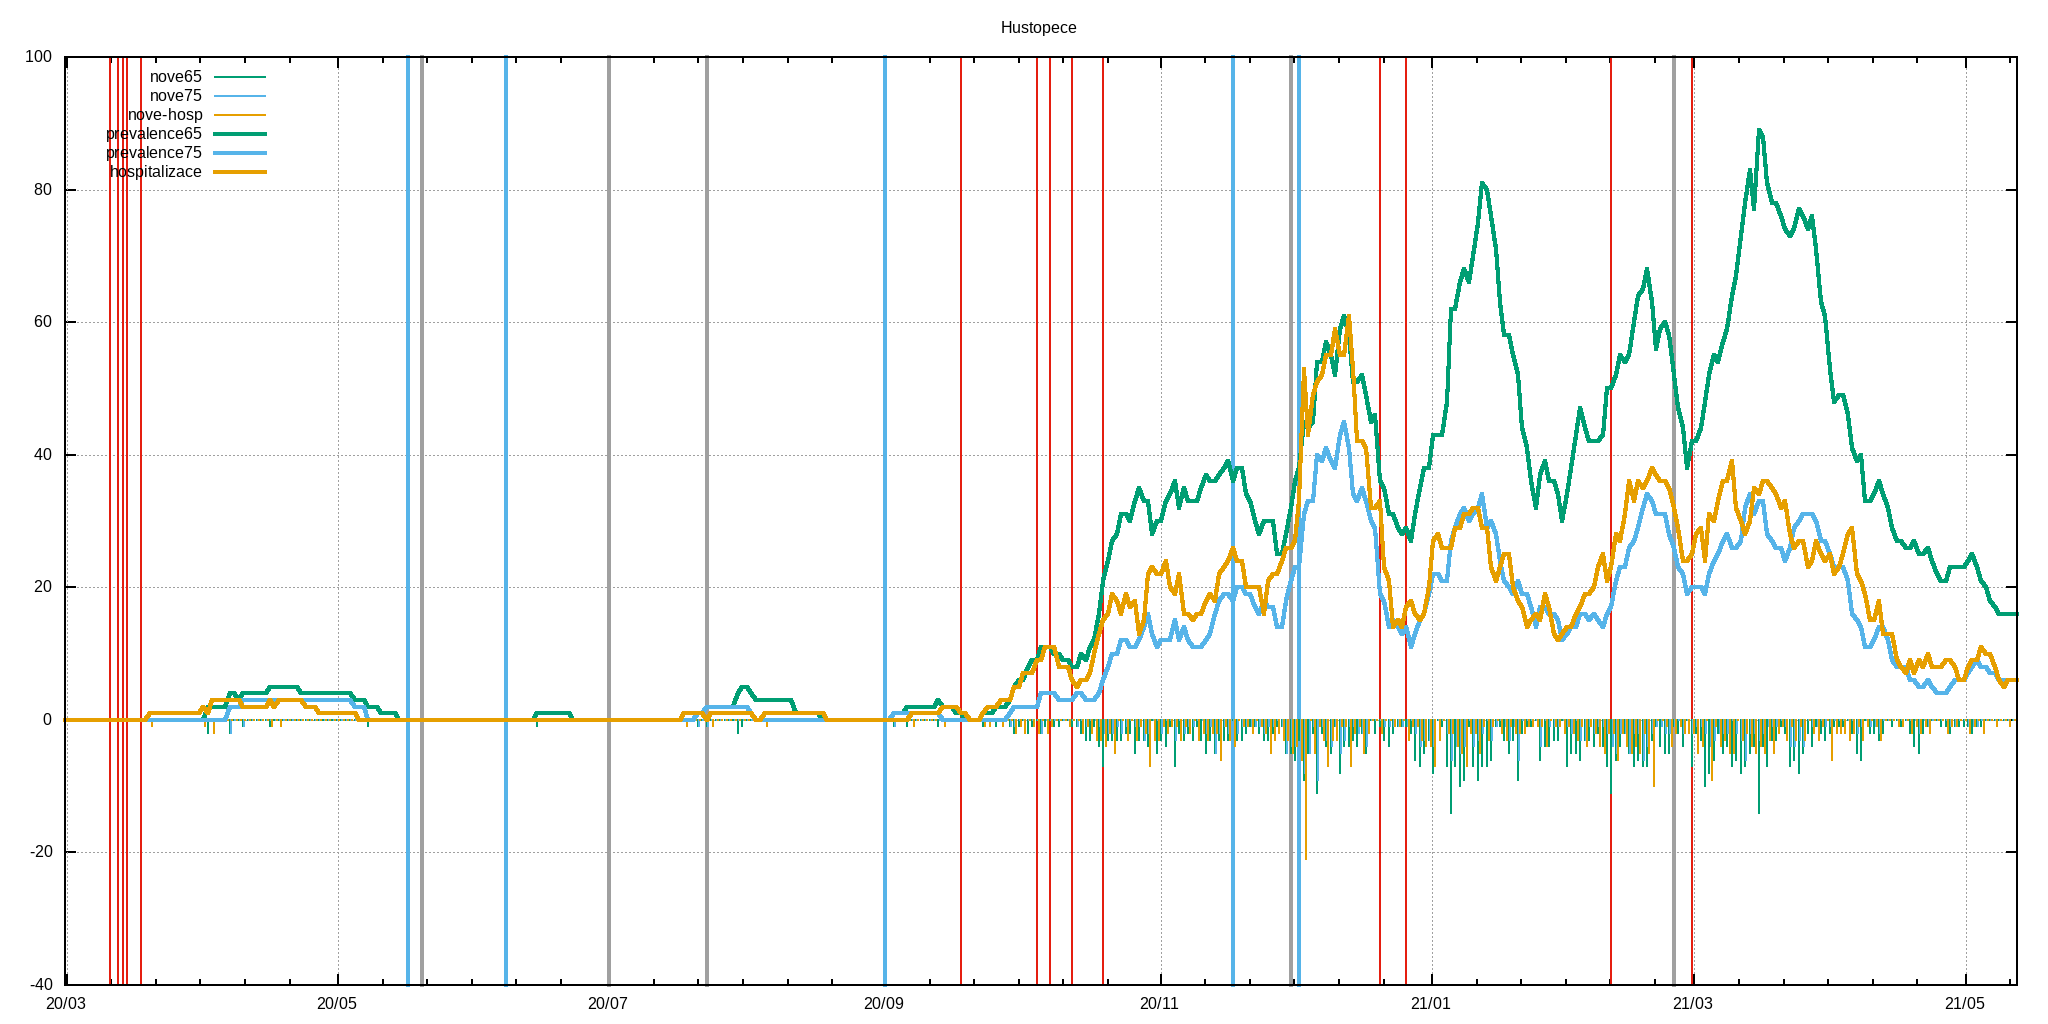 Hustopece
100
80
60
40
20
0
-20
-40
nove65
nove75
nove-hosp
prevalence65
prevalence75
hospitalizace
20/03 20/05 20/07 20/09 20/11 21/01 21/03 21/05